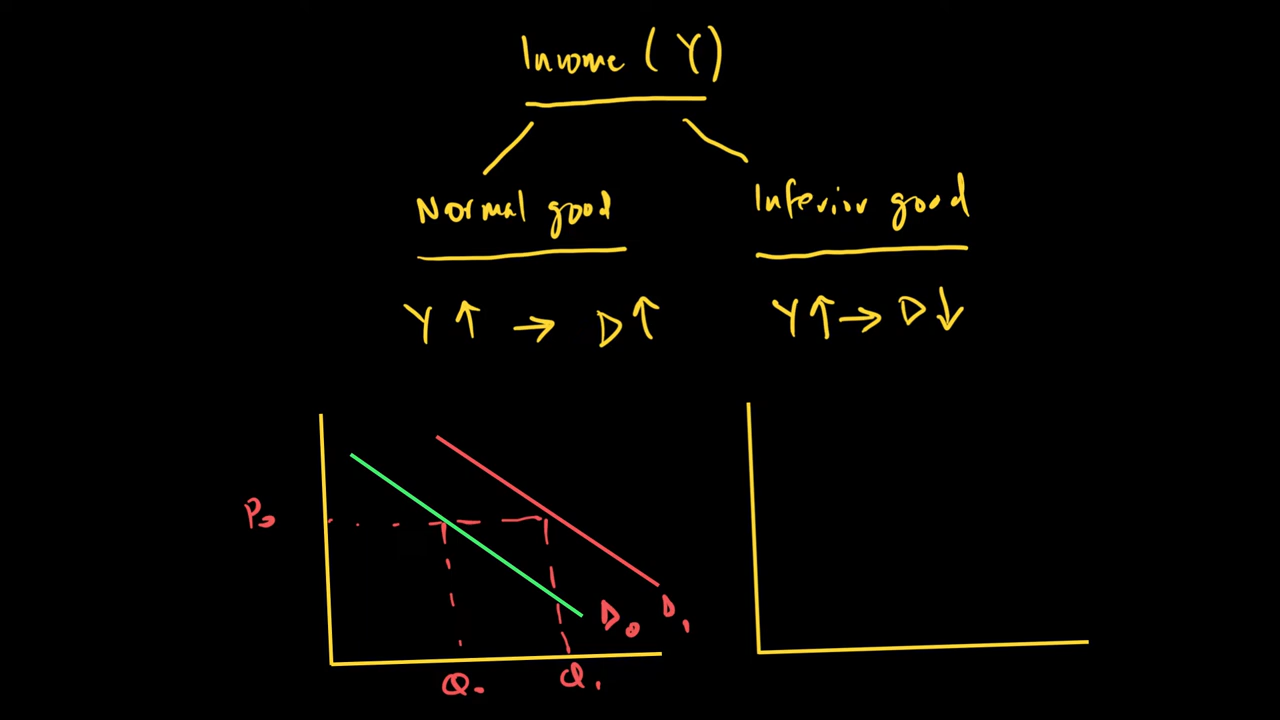 Income (Y)
Normal good
Inferior good
Y ↑ → D ↑
Y ↑ → D ↓
P₀
D₀
D₁
Q₀
Q₁